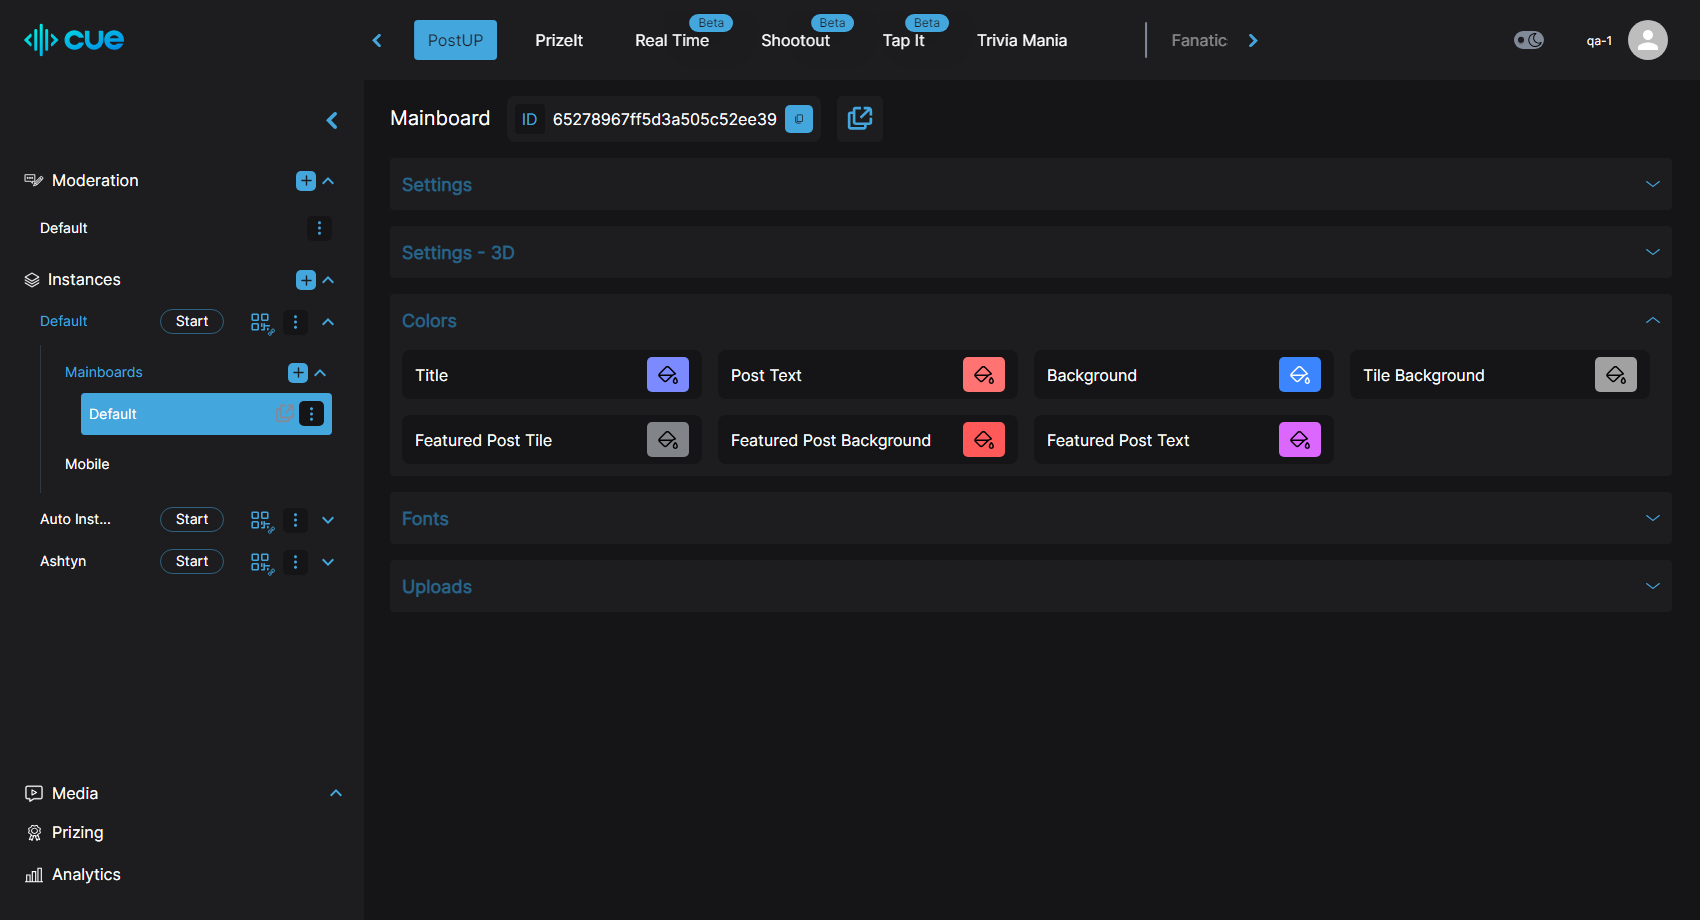 cue
PostUP
PrizeIt
Real Time
Beta
Shootout
Beta
Tap It
Beta
Trivia Mania
Fanatic
qa-1
Moderation
Default
Instances
Default
Start
Mainboards
Default
Mobile
Auto Inst...
Start
Ashtyn
Start
Media
Prizing
Analytics
Mainboard
ID 65278967ff5d3a505c52ee39
Settings
Settings - 3D
Colors
Title
Post Text
Background
Tile Background
Featured Post Tile
Featured Post Background
Featured Post Text
Fonts
Uploads